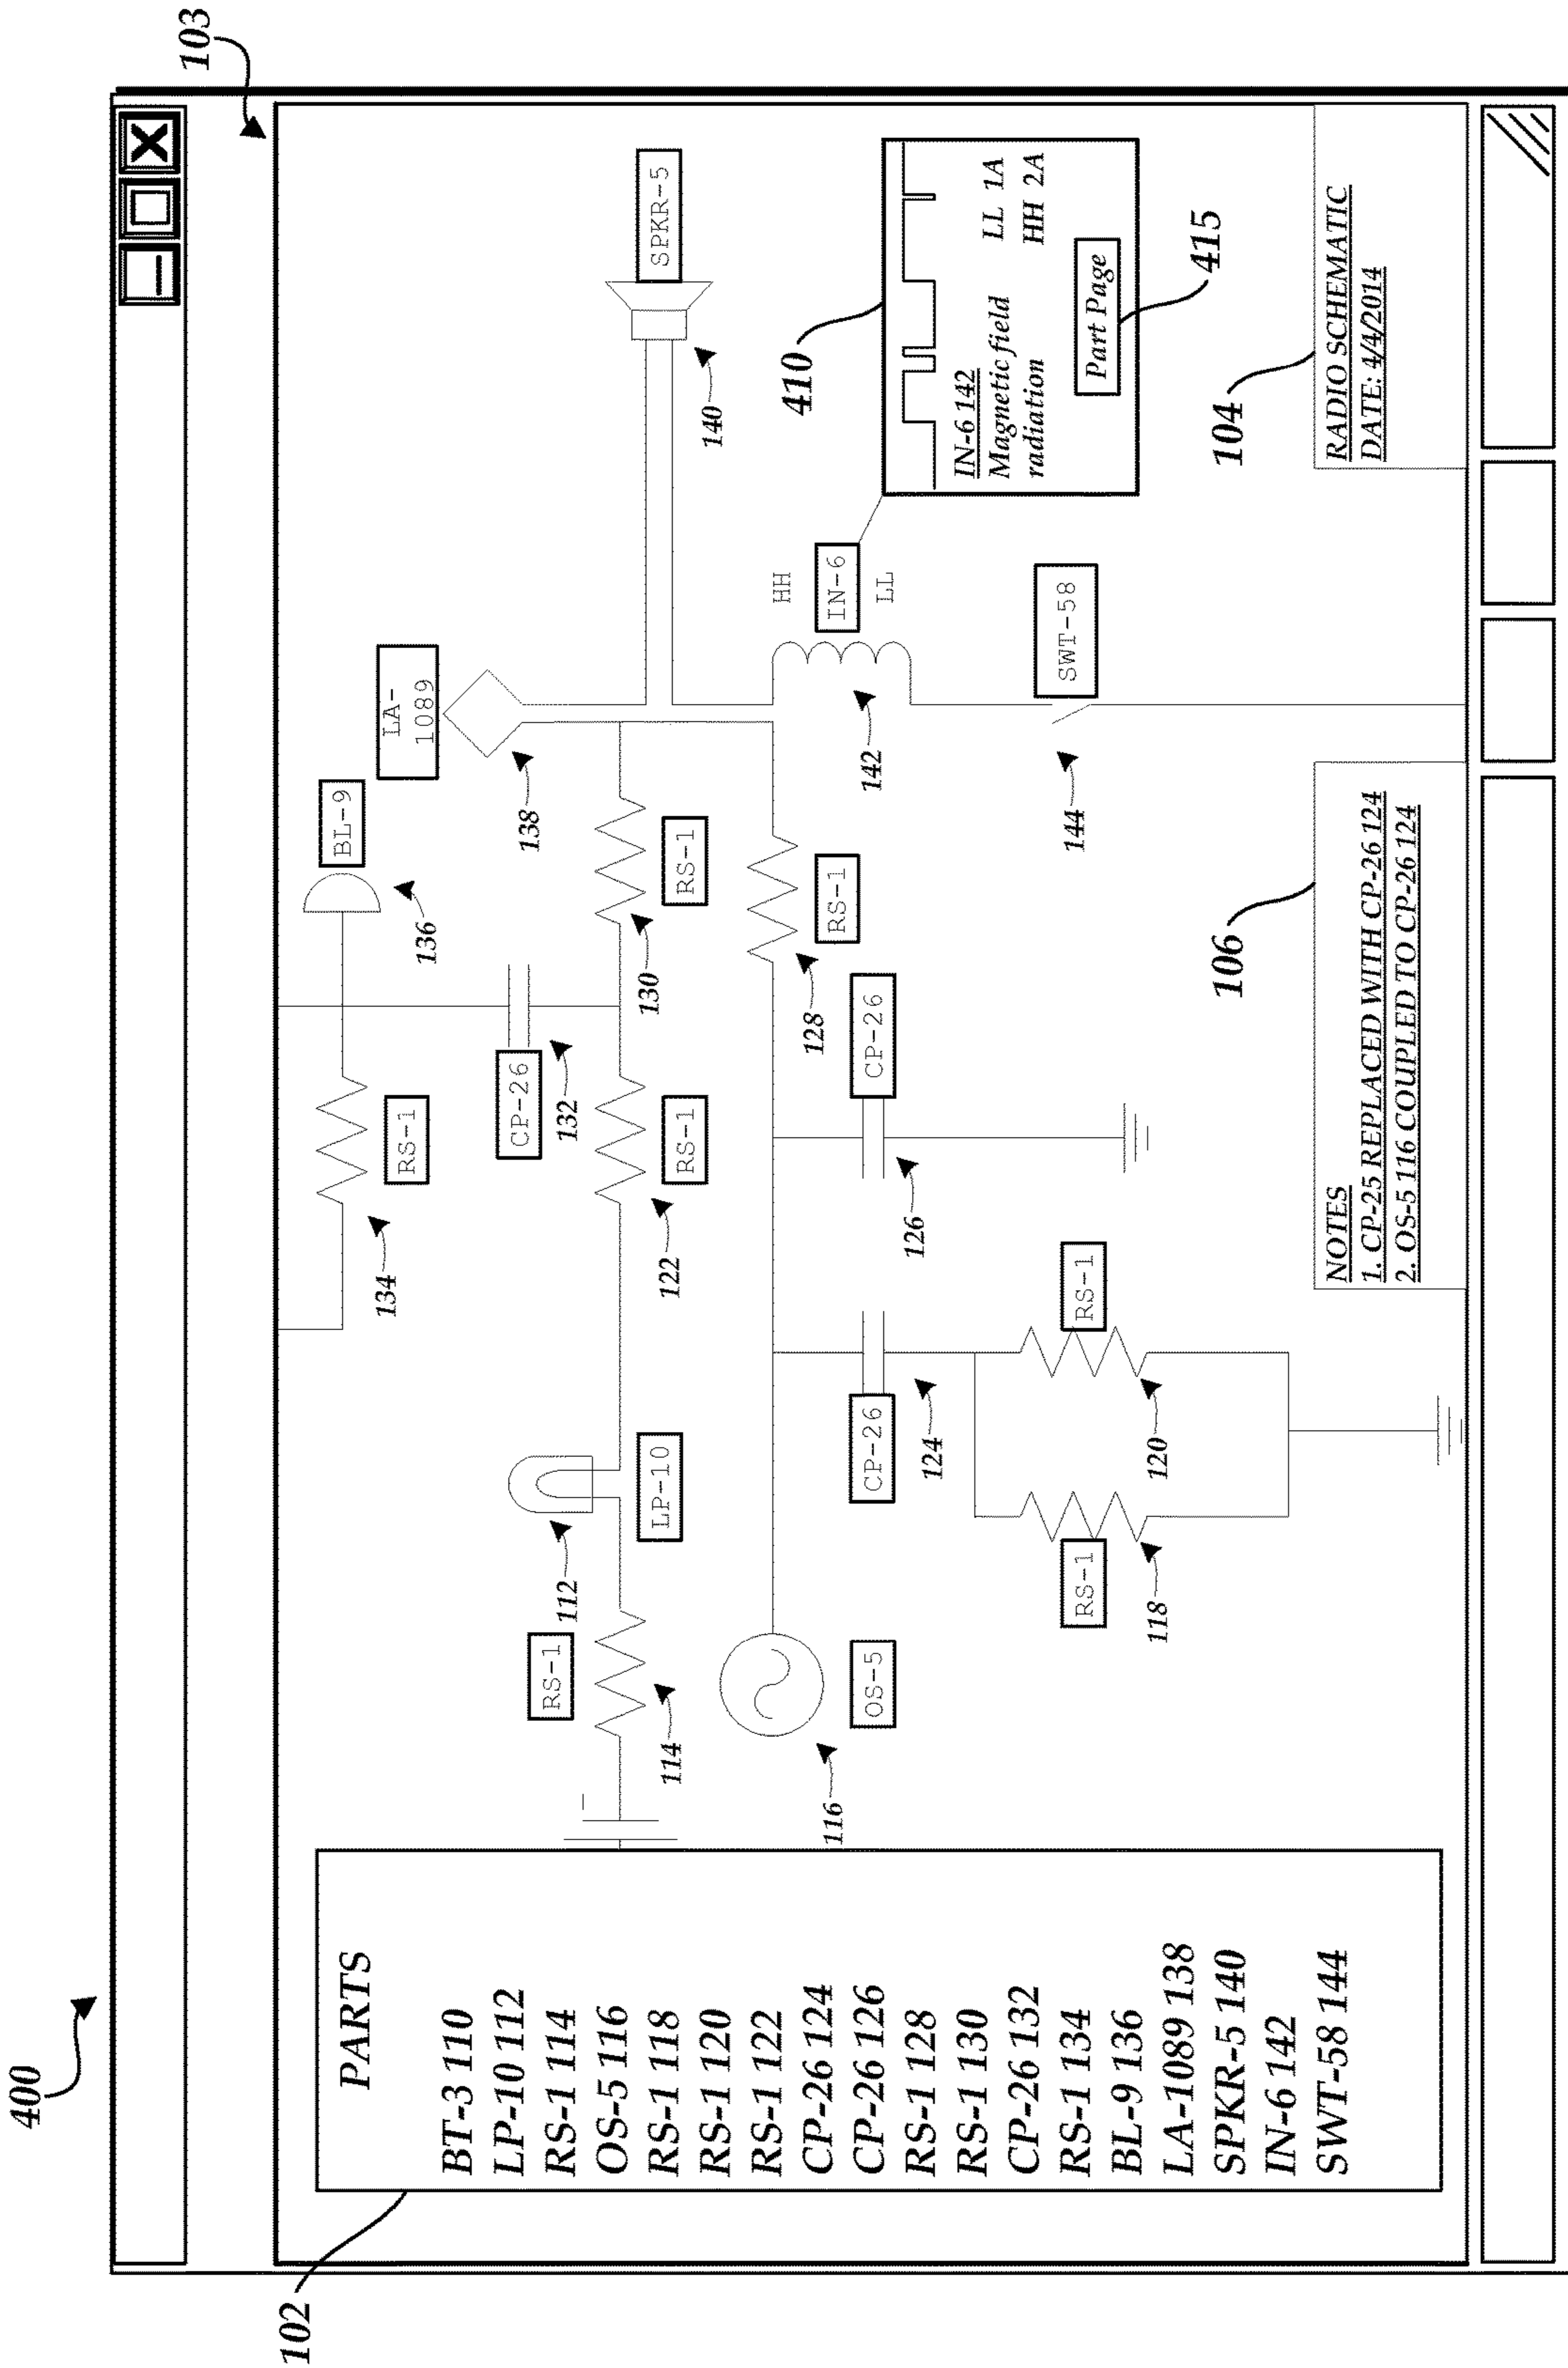 400
103
102
PARTS
BT-3 110
LP-10 112
RS-1 114
OS-5 116
RS-1 118
RS-1 120
RS-1 122
CP-26 124
CP-26 126
RS-1 128
RS-1 130
CP-26 132
RS-1 134
BL-9 136
LA-1089 138
SPKR-5 140
IN-6 142
SWT-58 144
134
RS-1
BL-9
136
LA-
1089
138
CP-26
132
RS-1
114
112
LP-10
122
RS-1
130
RS-1
140
SPKR-5
116
OS-5
128
RS-1
HH
IN-6
LL
142
CP-26
124
126
CP-26
RS-1
118
120
RS-1
144
SWT-58
410
IN-6 142
Magnetic field
radiation
LL 1A
HH 2A
Part Page
415
106
NOTES
1. CP-25 REPLACED WITH CP-26 124
2. OS-5 116 COUPLED TO CP-26 124
104
RADIO SCHEMATIC
DATE: 4/4/2014